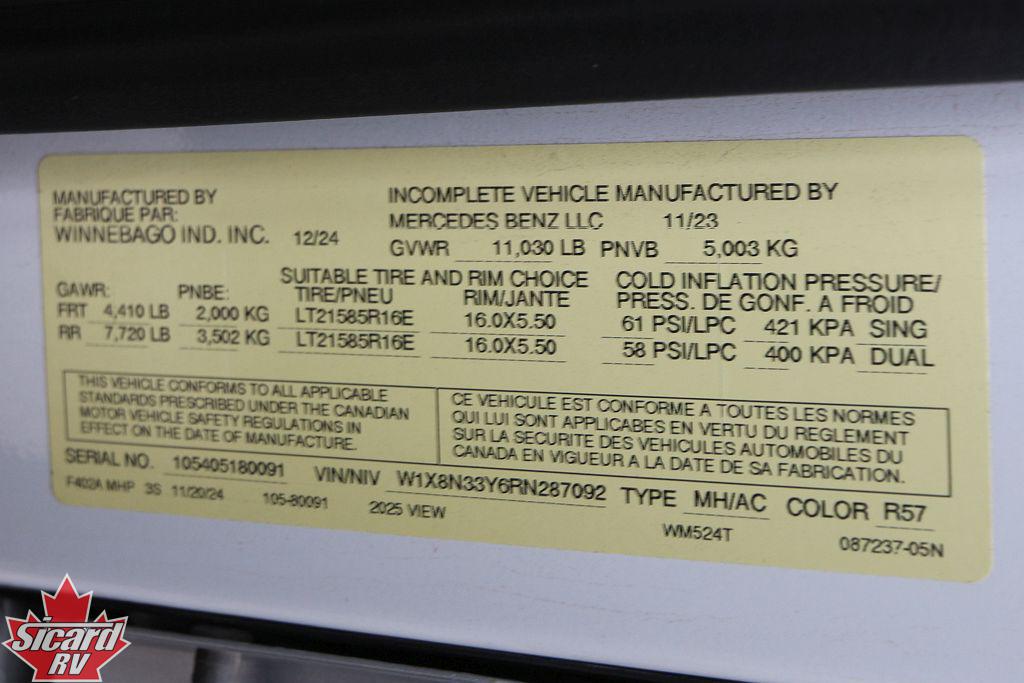 MANUFACTURED BY
FABRIQUE PAR:
WINNEBAGO IND. INC. 12/24
INCOMPLETE VEHICLE MANUFACTURED BY
MERCEDES BENZ LLC 11/23
GVWR 11,030 LB PNVB 5,003 KG
SUITABLE TIRE AND RIM CHOICE COLD INFLATION PRESSURE/
GAWR: PNBE: TIRE/PNEU RIM/JANTE PRESS. DE GONF. A FROID
FRT 4,410 LB 2,000 KG LT21585R16E 16.0X5.50 61 PSI/LPC 421 KPA SING
RR 7,720 LB 3,502 KG LT21585R16E 16.0X5.50 58 PSI/LPC 400 KPA DUAL
THIS VEHICLE CONFORMS TO ALL APPLICABLE
STANDARDS PRESCRIBED UNDER THE CANADIAN
MOTOR VEHICLE SAFETY REGULATIONS IN
EFFECT ON THE DATE OF MANUFACTURE.
CE VEHICULE EST CONFORME A TOUTES LES NORMES
QUI LUI SONT APPLICABES EN VERTU DU REGLEMENT
SUR LA SECURITE DES VEHICULES AUTOMOBILES DU
CANADA EN VIGUEUR A LA DATE DE SA FABRICATION.
SERIAL NO. 105405180091 VIN/NIV W1X8N33Y6RN287092 TYPE MH/AC COLOR R57
F402A MHP 3S 11/20/24 105-80091 2025 VIEW WM524T 087237-05N
Sicard
RV